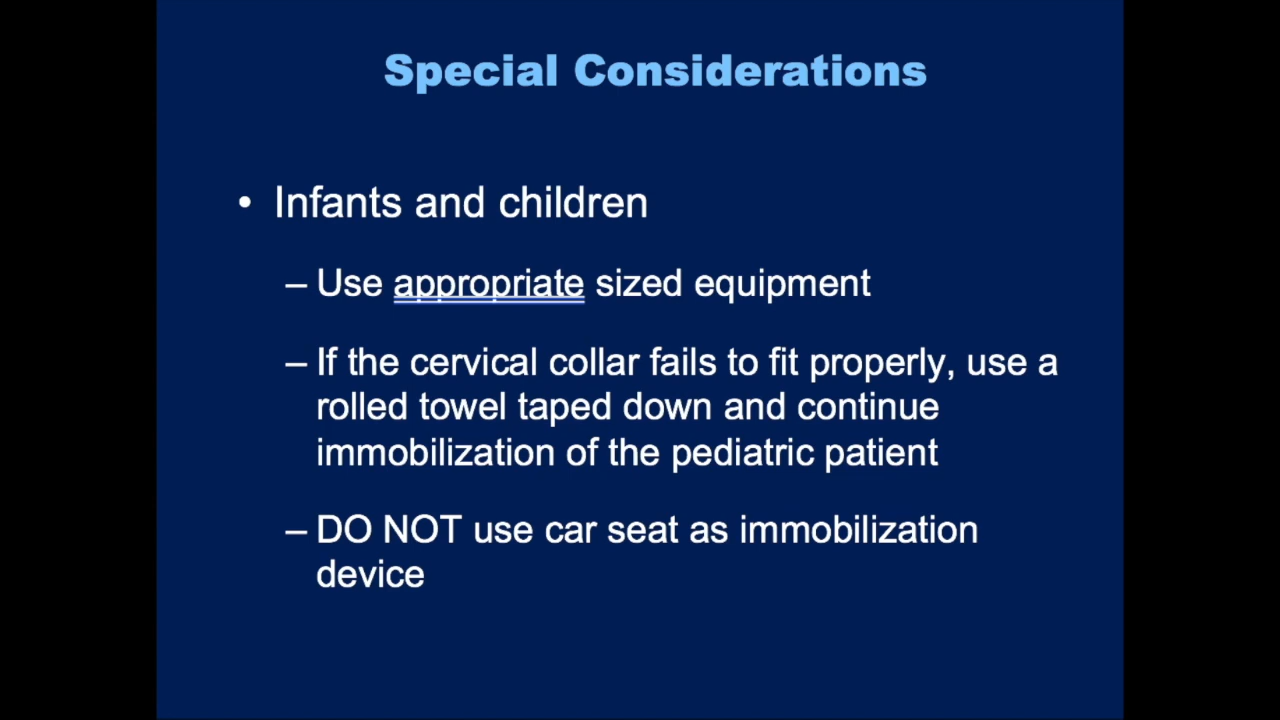 Special Considerations
• Infants and children
– Use appropriate sized equipment
– If the cervical collar fails to fit properly, use a
rolled towel taped down and continue
immobilization of the pediatric patient
– DO NOT use car seat as immobilization
device